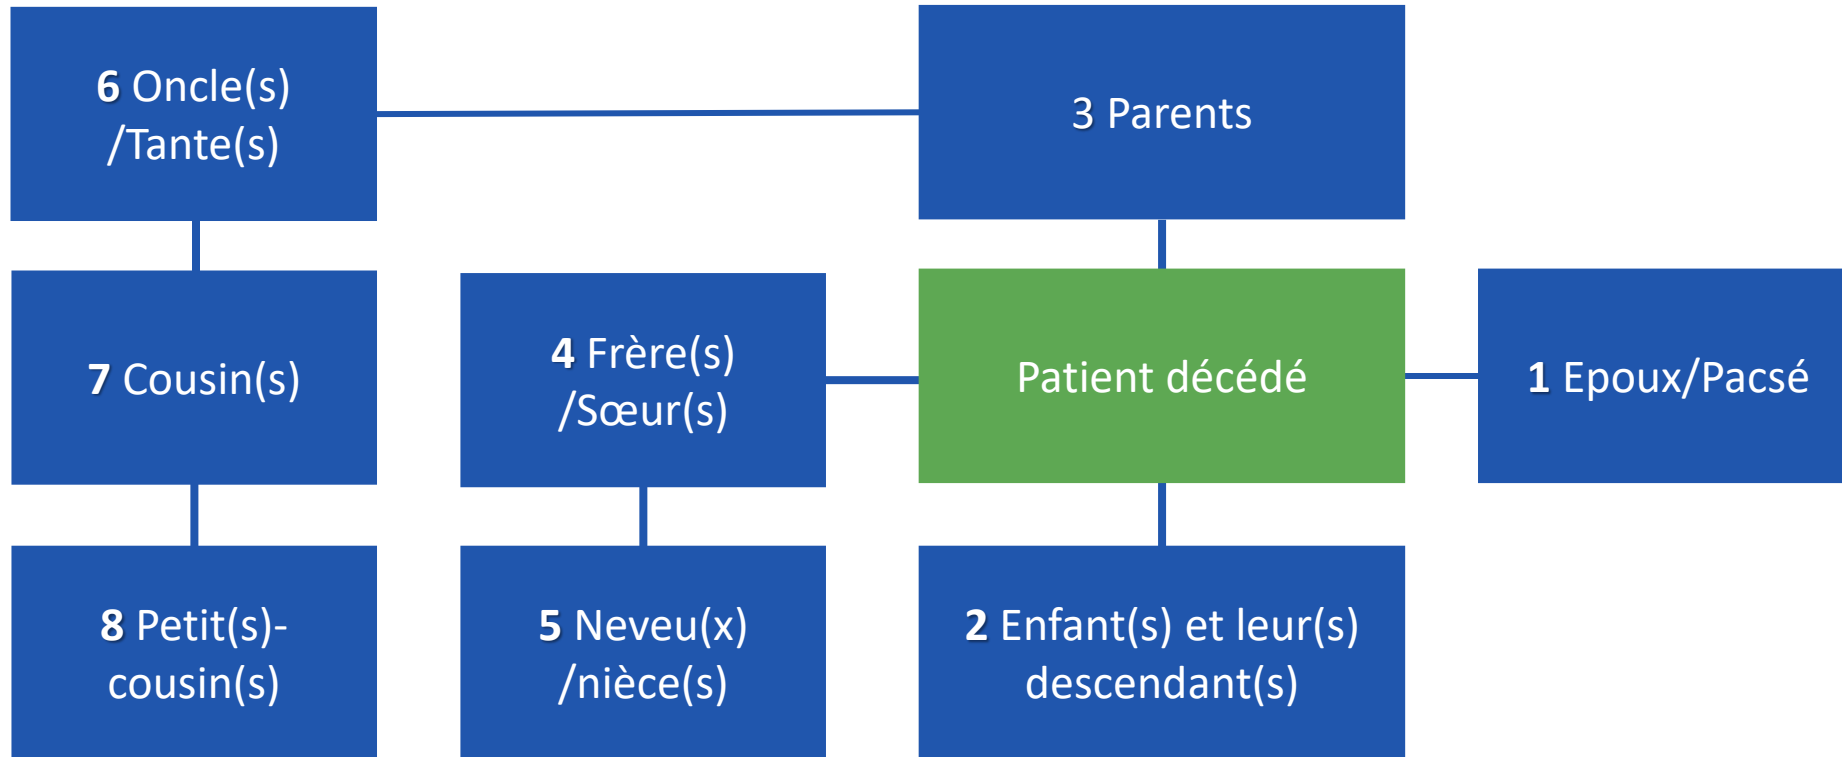 6 Oncle(s)
/Tante(s)
3 Parents
7 Cousin(s)
4 Frère(s)
/Sœur(s)
Patient décédé
1 Epoux/Pacsé
8 Petit(s)-
cousin(s)
5 Neveu(x)
/nièce(s)
2 Enfant(s) et leur(s)
descendant(s)